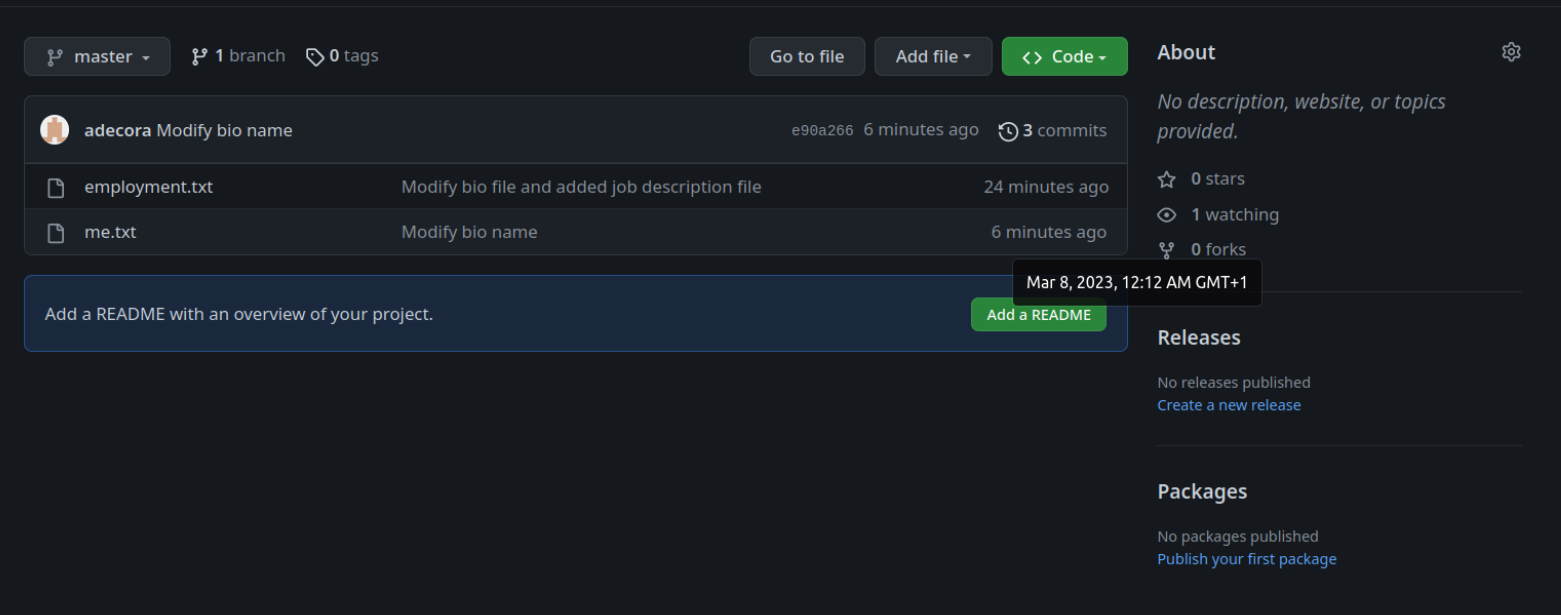 master
1 branch
0 tags
Go to file
Add file
Code
adecora Modify bio name
e90a266 6 minutes ago
3 commits
employment.txt Modify bio file and added job description file 24 minutes ago
me.txt Modify bio name 6 minutes ago
Mar 8, 2023, 12:12 AM GMT+1
Add a README with an overview of your project.
Add a README
About
No description, website, or topics
provided.
0 stars
1 watching
0 forks
Releases
No releases published
Create a new release
Packages
No packages published
Publish your first package